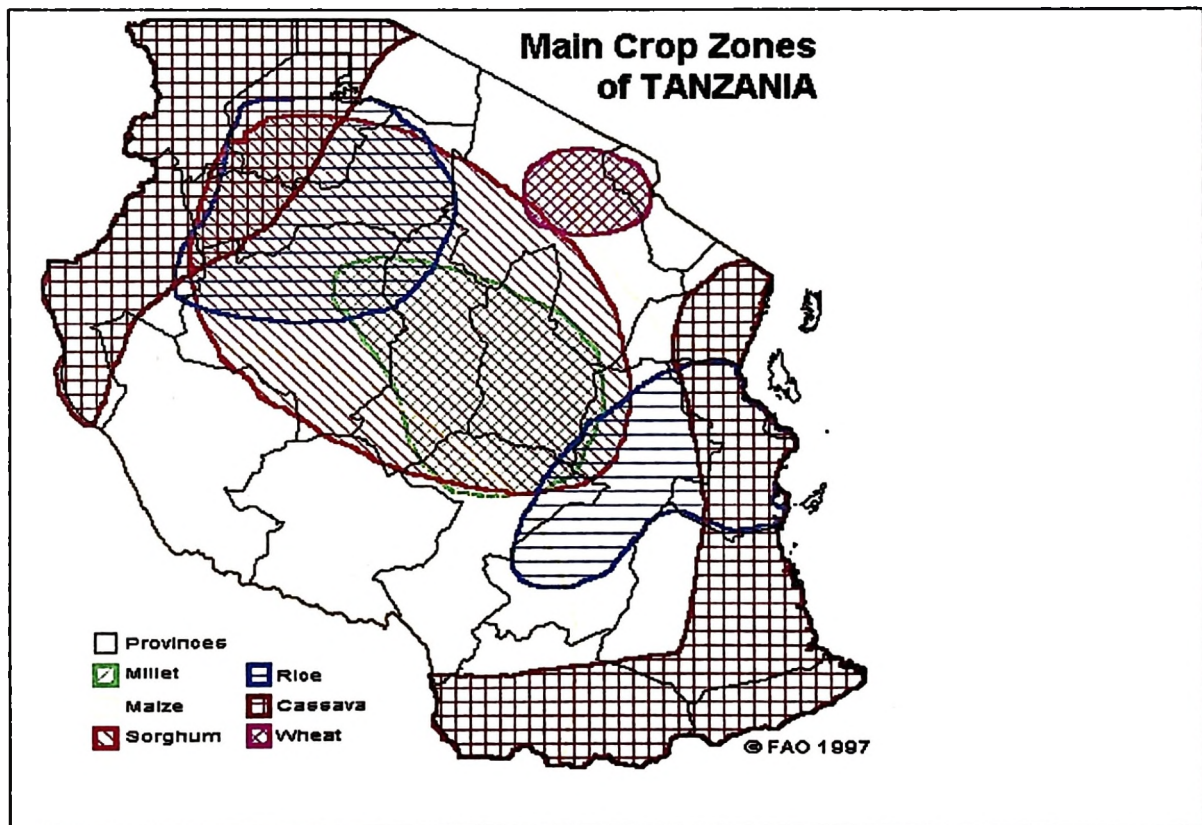 Main Crop Zones
of TANZANIA
Provinces
Millet
Maize
Sorghum
Rice
Cassava
Wheat
© FAO 1997